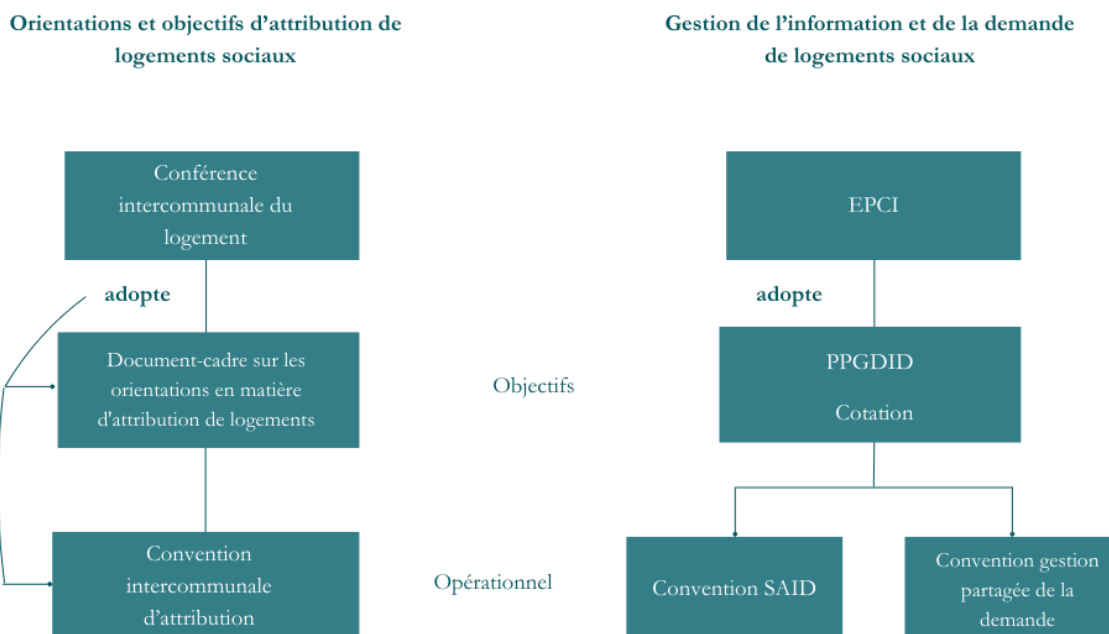 Orientations et objectifs d’attribution de
logements sociaux
Gestion de l’information et de la demande
de logements sociaux
Conférence
intercommunale du
logement
EPCI
adopte
adopte
Document-cadre sur les
orientations en matière
d'attribution de logements
Objectifs
PPGDID
Cotation
Convention
intercommunale
d’attribution
Opérationnel
Convention SAID
Convention gestion
partagée de la
demande